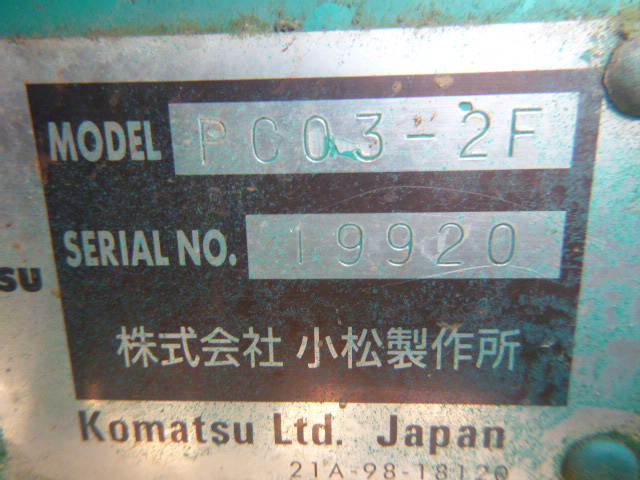 MODEL PC03-2F
SERIAL NO. 19920
SU
株式会社 小松製作所
Komatsu Ltd. Japan
21A-98-18120